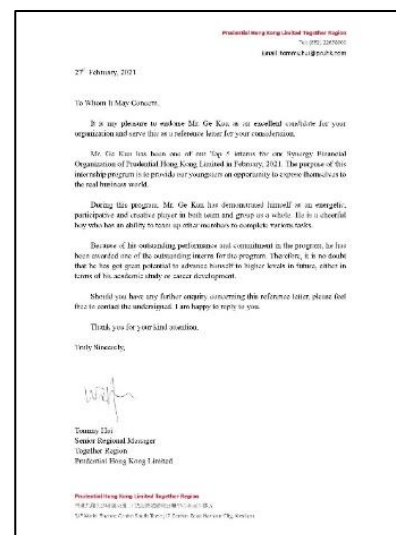 Prudential Hong Kong Limited Together Region
Tel: (852)
Email:
27th February, 2021
To Whom It May Concern,
It is my pleasure to endorse Mr. Ge Kun as an excellent candidate for your
organization and serve this as a reference letter for your consideration.
Mr. Ge Kun has been one of our Top 5 interns for our Synergy Financial
Organization of Prudential Hong Kong Limited in February, 2021. The purpose of this
internship program is to provide our youngsters an opportunity to expose themselves to
the real business world.
During this program, Mr. Ge Kun has demonstrated himself as an energetic,
participative and creative player in both team and group as a whole. He is a cheerful
boy who has an ability to team up other members to complete various tasks.
Because of his outstanding performance and commitment in the program, he has
been awarded one of the outstanding intern for the program. Therefore, it is no doubt
that he has got great potential to advance himself to higher levels in future, either in
terms of his academic study or career development.
Should you have any further enquiry concerning this reference letter, please feel
free to contact the undersigned. I am happy to reply to you.
Thank you for your kind attention.
Truly Sincerely,
Tommy Hui
Senior Regional Manager
Together Region
Prudential Hong Kong Limited
Prudential Hong Kong Limited Together Region